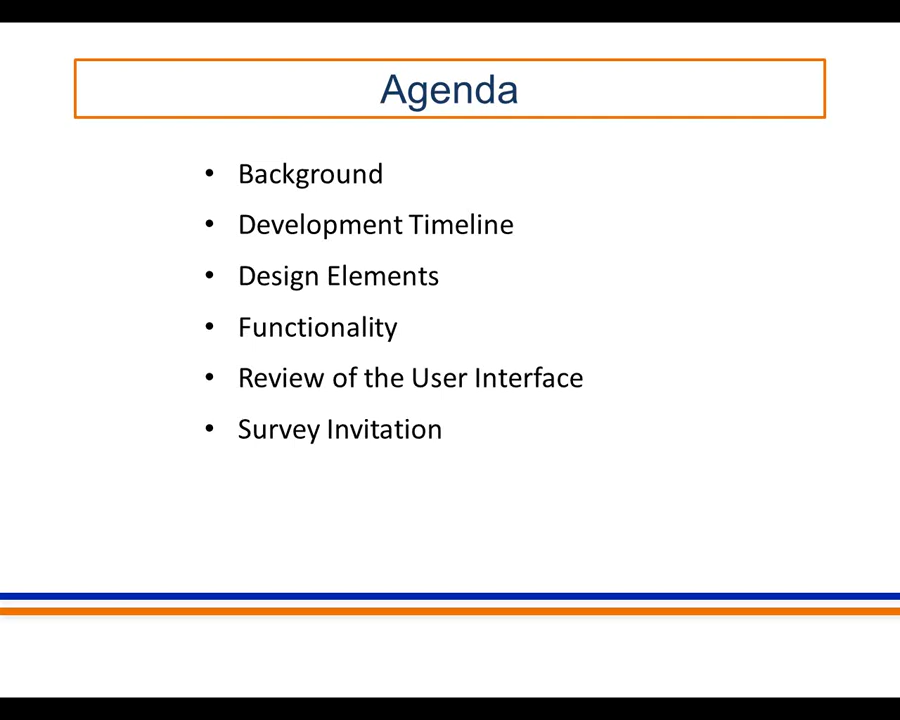 Agenda
• Background
• Development Timeline
• Design Elements
• Functionality
• Review of the User Interface
• Survey Invitation